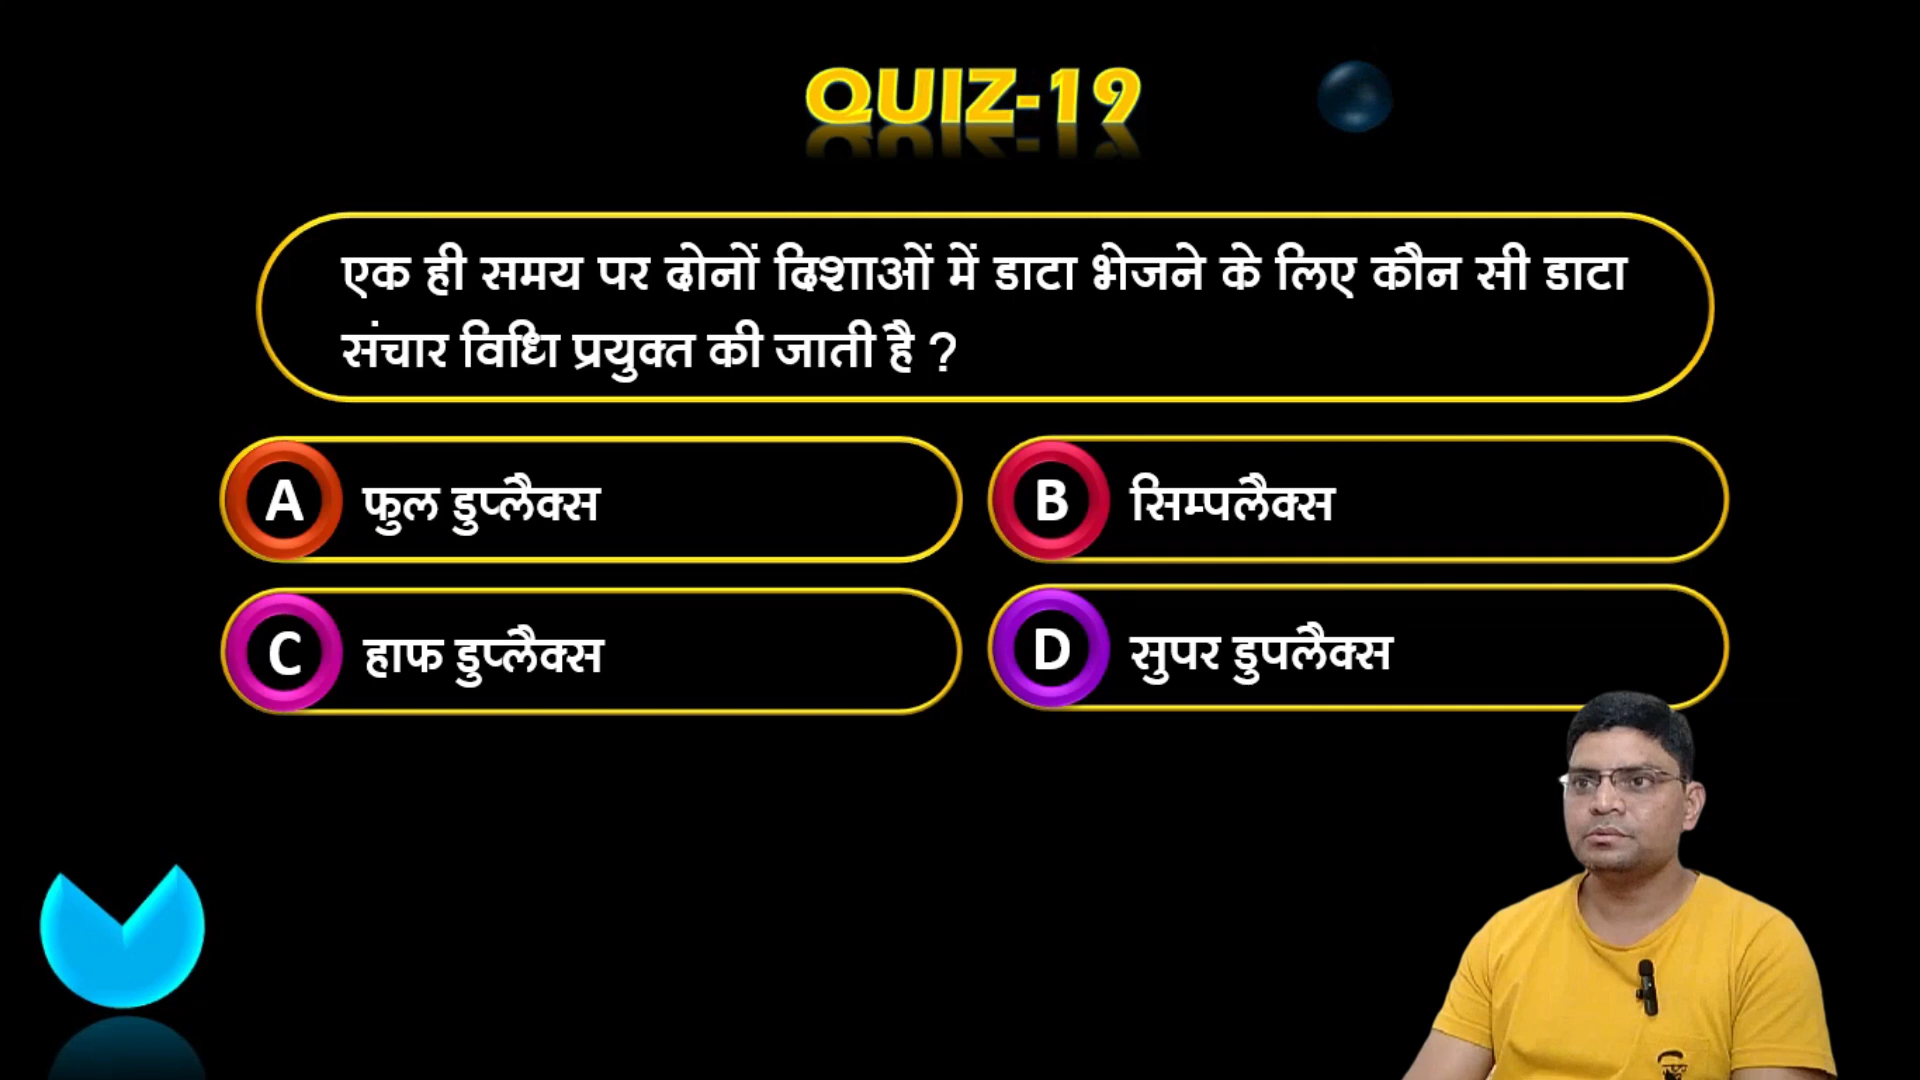 QUIZ-19
एक ही समय पर दोनों दिशाओं में डाटा भेजने के लिए कौन सी डाटा
संचार विधि प्रयुक्त की जाती है ?
A फुल डुप्लैक्स
B सिम्पलैक्स
C हाफ डुप्लैक्स
D सुपर डुपलैक्स